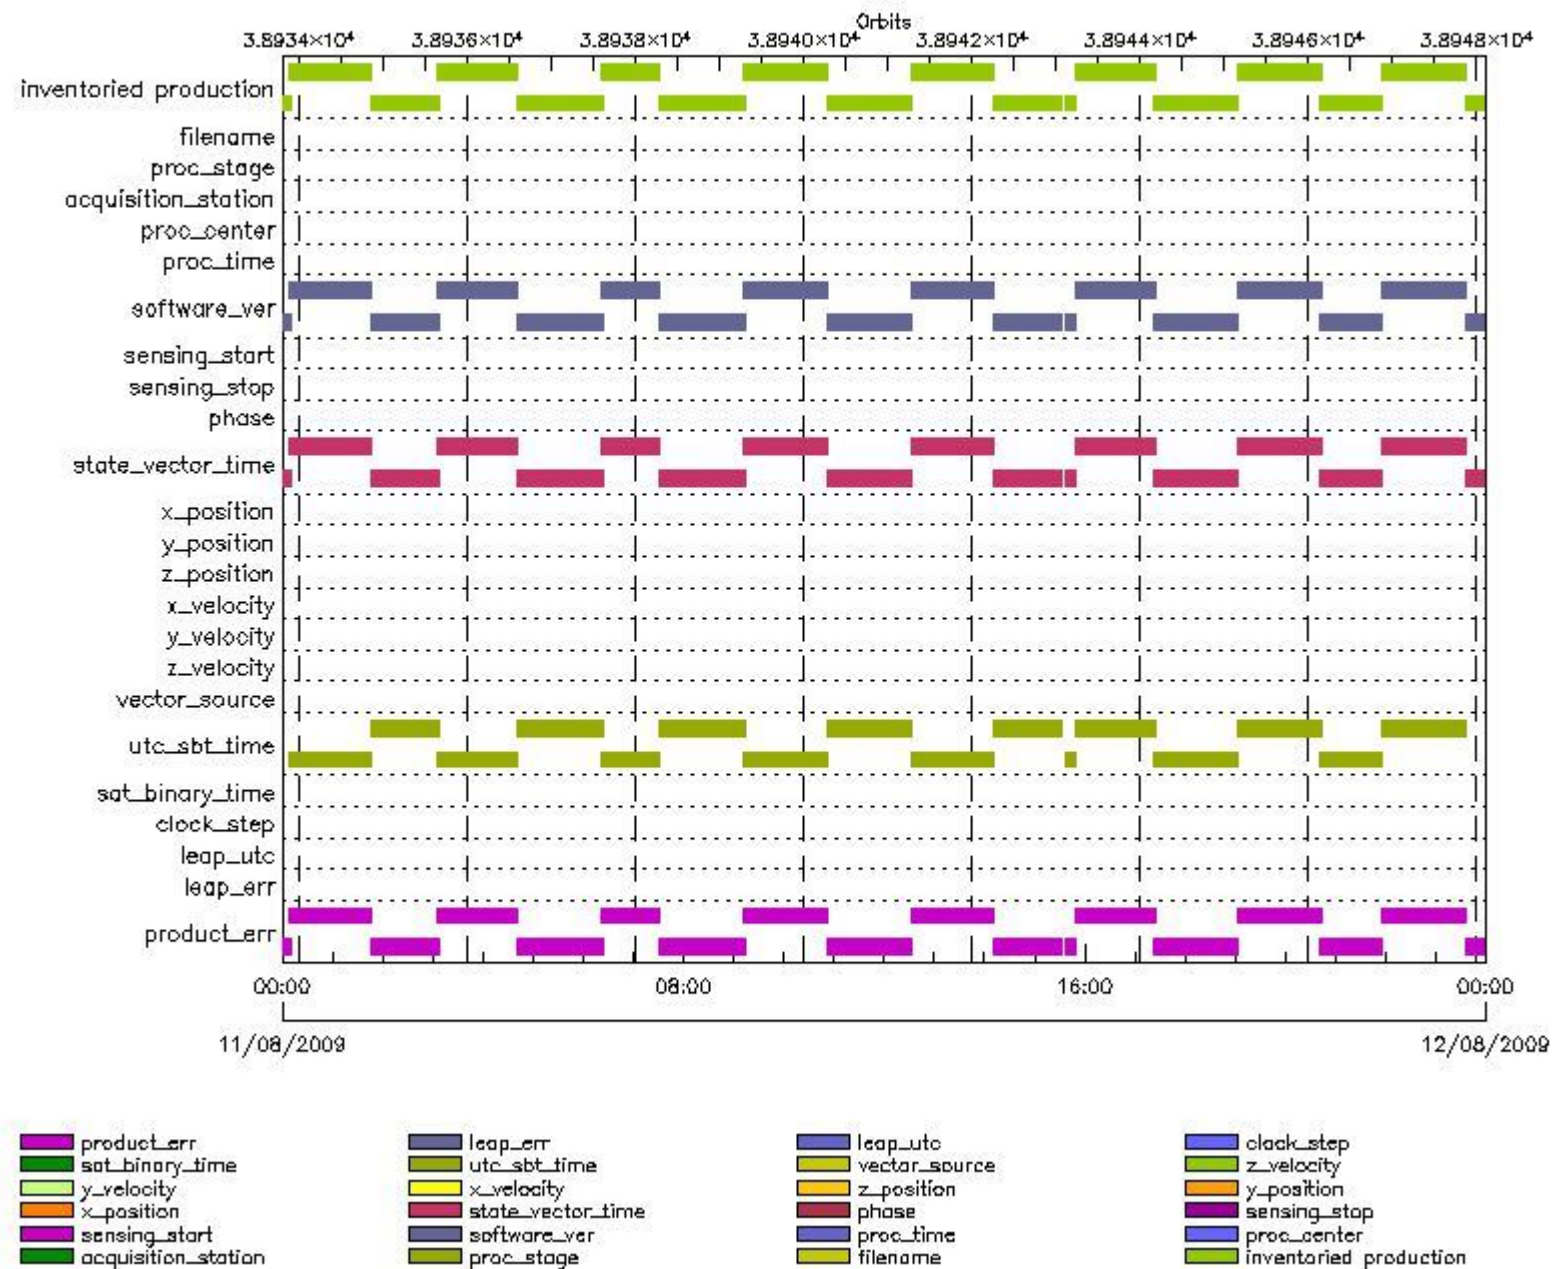 Orbits
3.8934×10⁴ 3.8936×10⁴ 3.8938×10⁴ 3.8940×10⁴ 3.8942×10⁴ 3.8944×10⁴ 3.8946×10⁴ 3.8948×10⁴
inventoried production
filename
proc_stage
acquisition_station
proc_center
proc_time
software_ver
sensing_start
sensing_stop
phase
state_vector_time
x_position
y_position
z_position
x_velocity
y_velocity
z_velocity
vector_source
utc_sbt_time
sat_binary_time
clock_step
leap_utc
leap_err
product_err
00:00 08:00 16:00 00:00
11/08/2009 12/08/2009
product_err leap_err leap_utc clock_step
sat_binary_time utc_sbt_time vector_source z_velocity
y_velocity x_velocity z_position y_position
x_position state_vector_time phase sensing_stop
sensing_start software_ver proc_time proc_center
acquisition_station proc_stage filename inventoried production